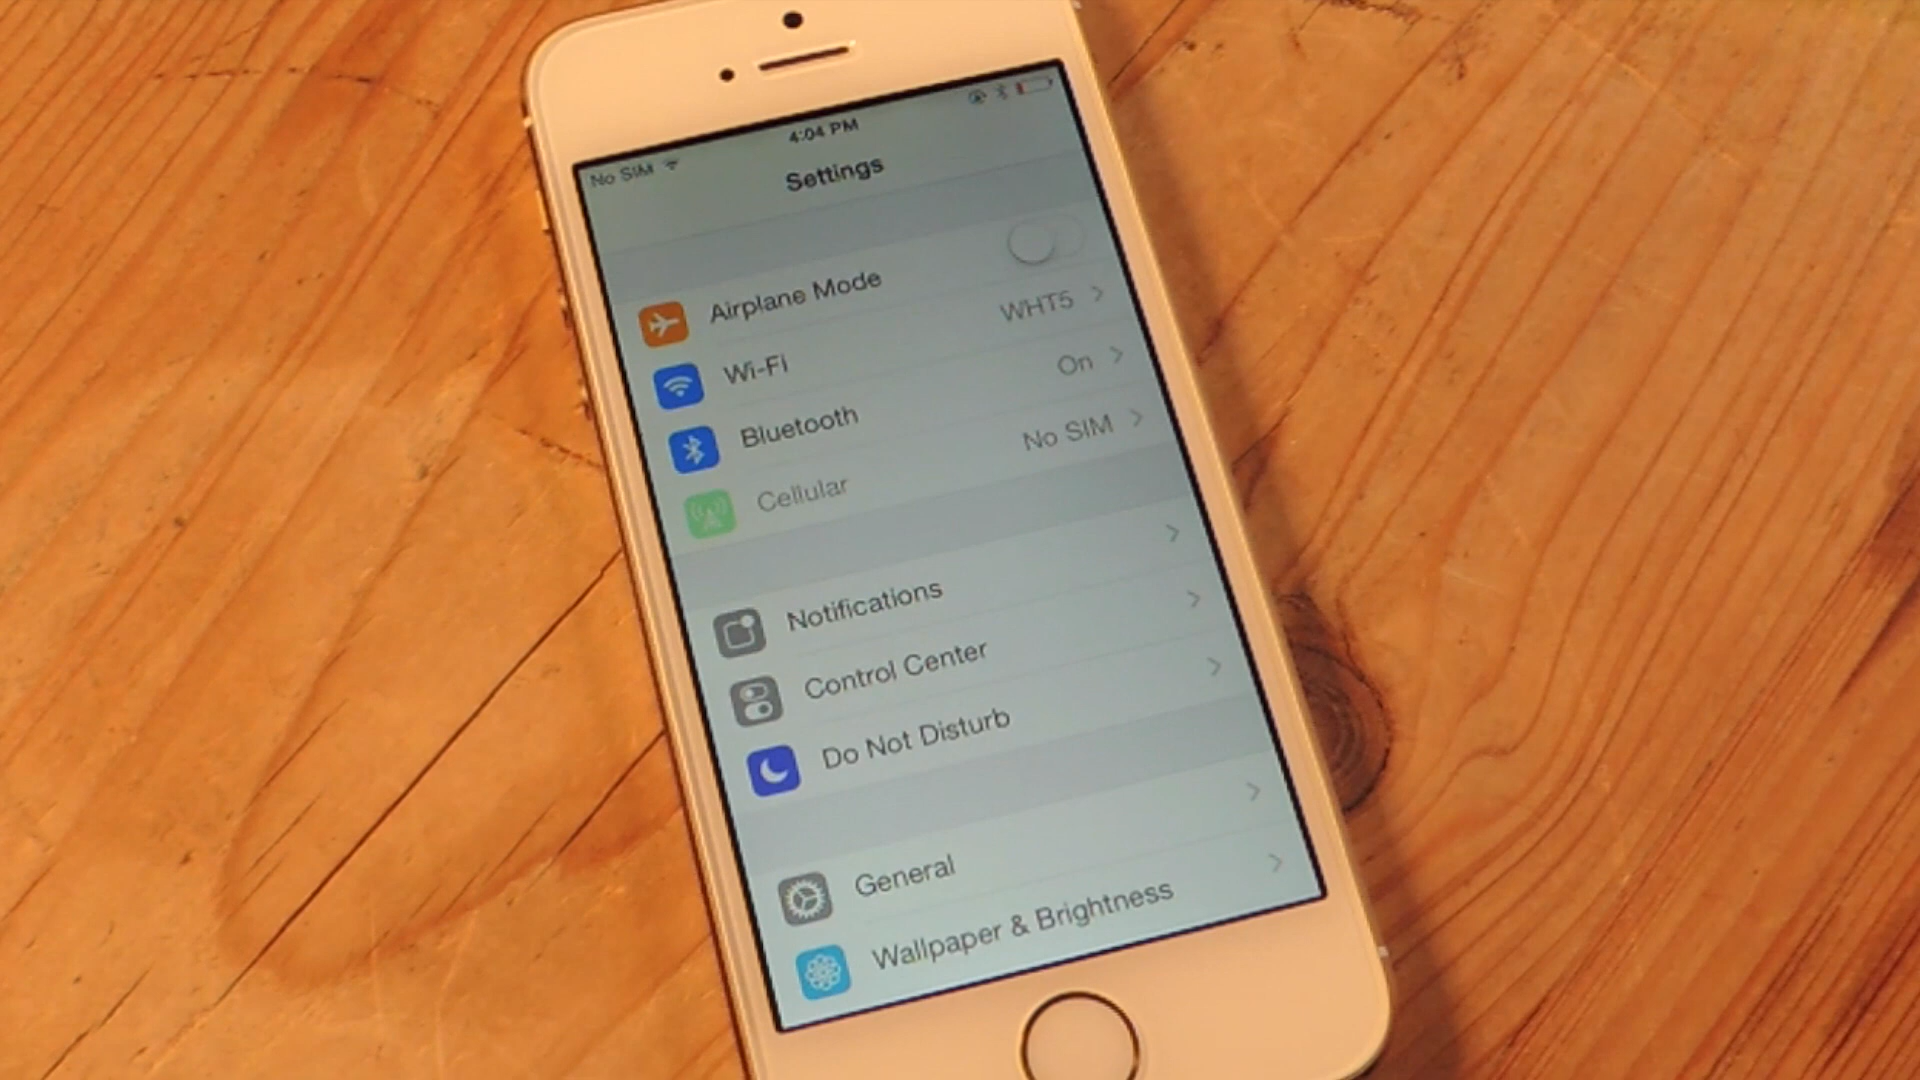 No SIM
4:04 PM
Settings
Airplane Mode
Wi-Fi WHT5
Bluetooth On
Cellular No SIM
Notifications
Control Center
Do Not Disturb
General
Wallpaper & Brightness